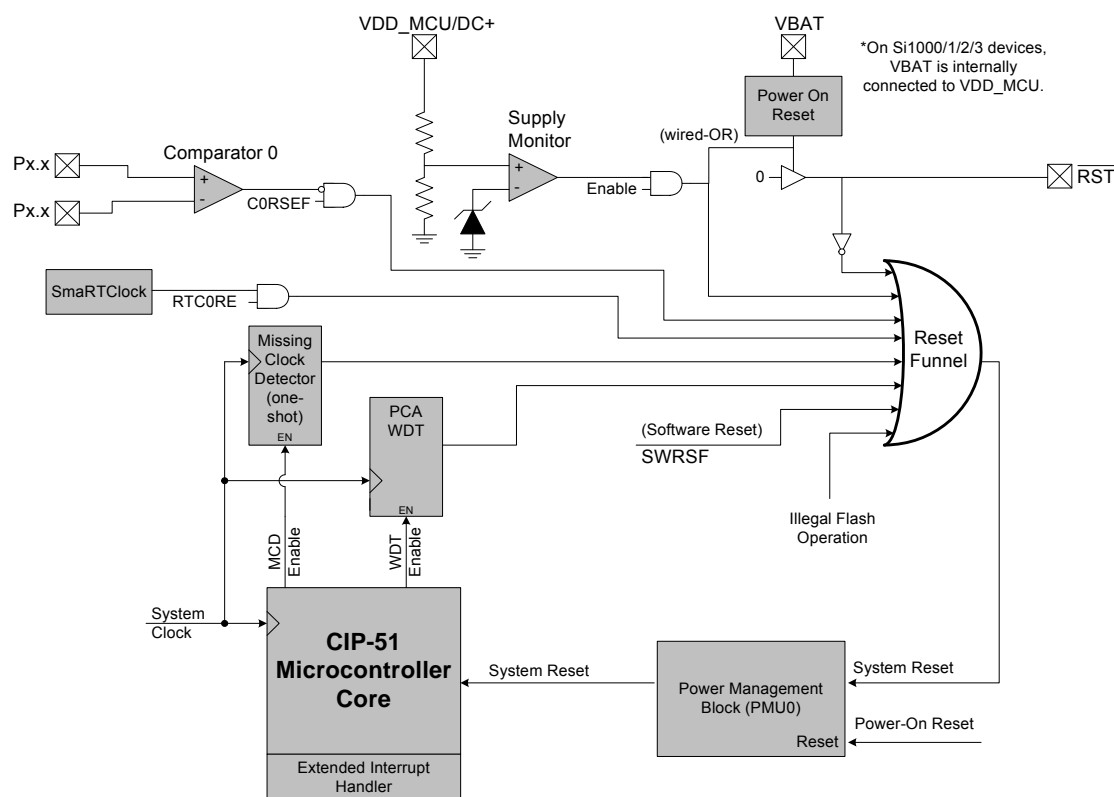 VDD_MCU/DC+
VBAT
*On Si1000/1/2/3 devices,
VBAT is internally
connected to VDD_MCU.
Power On
Reset
Supply
Monitor
(wired-OR)
Comparator 0
Px.x
+
-
Px.x
+
-
Enable
0
RST
C0RSEF
SmaRTClock
RTC0RE
Missing
Clock
Detector
(one-
shot)
EN
Reset
Funnel
PCA
WDT
EN
(Software Reset)
SWRSF
Illegal Flash
Operation
MCD
Enable
WDT
Enable
System
Clock
CIP-51
Microcontroller
Core
Extended Interrupt
Handler
System Reset
Power Management
Block (PMU0)
Reset
System Reset
Power-On Reset